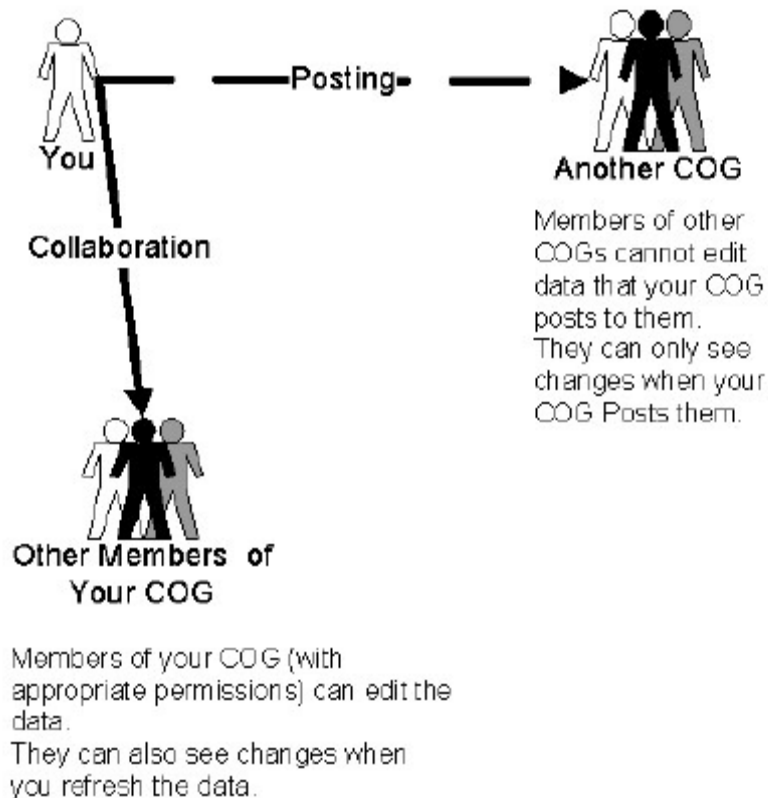 Posting
You
Another COG
Members of other
COGs cannot edit
data that your COG
posts to them.
They can only see
changes when your
COG Posts them.
Collaboration
Other Members of
Your COG
Members of your COG (with
appropriate permissions) can edit the
data.
They can also see changes when
you refresh the data.